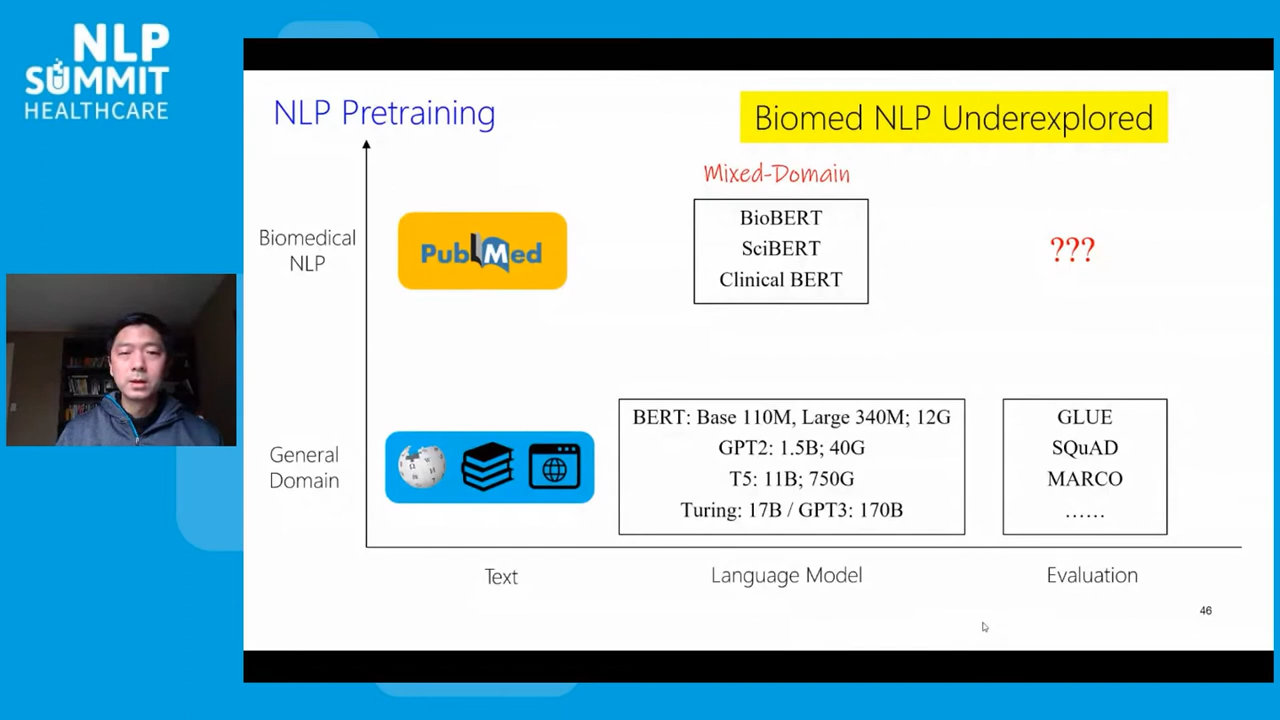 NLP
SUMMIT
HEALTHCARE
NLP Pretraining
Biomed NLP Underexplored
Mixed-Domain
Biomedical
NLP
PubMed
BioBERT
SciBERT
Clinical BERT
???
General
Domain
BERT: Base 110M, Large 340M; 12G
GPT2: 1.5B; 40G
T5: 11B; 750G
Turing: 17B / GPT3: 170B
GLUE
SQuAD
MARCO
……
Text
Language Model
Evaluation
46